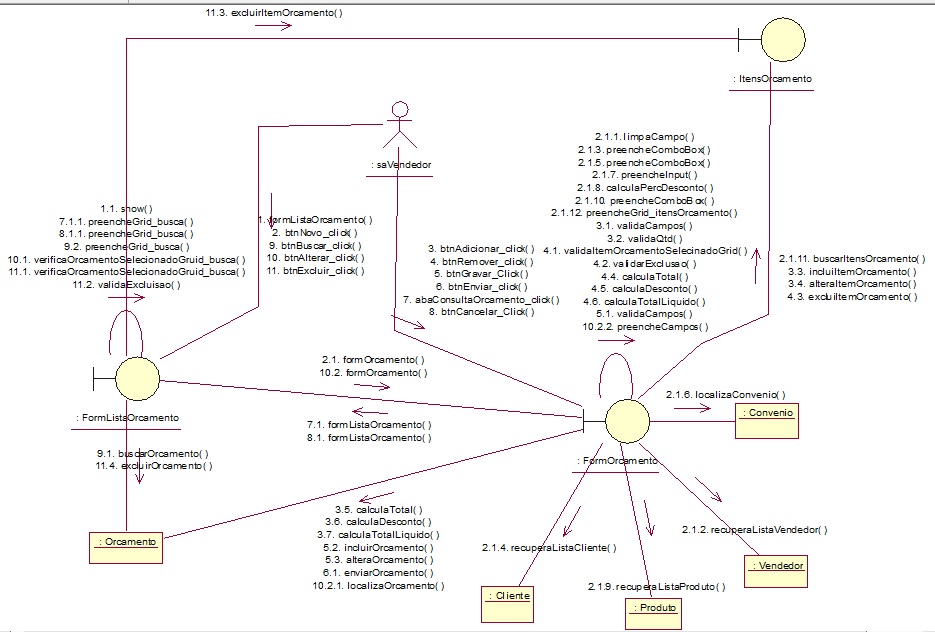 11.3. excluirItemOrcamento( )
: ItensOrcamento
: saVendedor
1.1. show( )
7.1.1. preencheGrid_busca( )
8.1.1. preencheGrid_busca( )
9.2. preencheGrid_busca( )
10.1. verificaOrcamentoSelecionadoGruid_busca( )
11.1. verificaOrcamentoSelecionadoGruid_busca( )
11.2. validaExcluisao( )
1. formListaOrcamento( )
2. btnNovo_click( )
9. btnBuscar_click( )
10. btnAlterar_click( )
11. btnExcluir_click( )
3. btnAdicionar_click( )
4. btnRemover_click( )
5. btnGravar_Click( )
6. btnEnviar_click( )
7. abaConsultaOrcamento_click( )
8. btnCancelar_Click( )
2.1.1. limpaCampo( )
2.1.3. preencheComboBox( )
2.1.5. preencheComboBox( )
2.1.7. preencheInput( )
2.1.8. calculaPercDesconto( )
2.1.10. preencheComboBox( )
2.1.12. preencheGrid_itensOrcamento( )
3.1. validaCampos( )
3.2. validaQtd( )
4.1. validaItemOrcamentoSelecinadoGrid( )
4.2. validarExclusao( )
4.4. calculaTotal( )
4.5. calculaDesconto( )
4.6. calculaTotalLiquido( )
5.1. validaCampos( )
10.2.2. preencheCampos( )
2.1.11. buscarItensOrcamento( )
3.3. incluiItemOrcamento( )
3.4. alteraItemOrcamento( )
4.3. excluiItemOrcamento( )
2.1. formOrcamento( )
10.2. formOrcamento( )
7.1. formListaOrcamento( )
8.1. formListaOrcamento( )
: FormListaOrcamento
2.1.6. localizaConvenio( )
: Convenio
: FormOrcamento
9.1. buscarOrcamento( )
11.4. excluirOrcamento( )
: Orcamento
3.5. calculaTotal( )
3.6. calculaDesconto( )
3.7. calculaTotalLiquido( )
5.2. incluirOrcamento( )
5.3. alteraOrcamento( )
6.1. enviarOrcamento( )
10.2.1. localizaOrcamento( )
2.1.4. recuperaListaCliente( )
2.1.2. recuperaListaVendedor( )
: Vendedor
2.1.9. recuperaListaProduto( )
: Cliente
: Produto